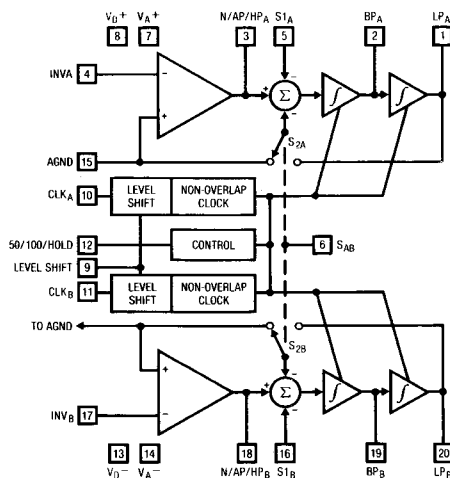 V_D+ V_A+ N/AP/HP_A S1_A BP_A LP_A
8 7 3 5 2 1
INVA 4 − − +
+ Σ ∫ ∫
−
AGND 15 S_2A
CLK_A 10 LEVEL SHIFT NON-OVERLAP CLOCK
50/100/HOLD 12 CONTROL 6 S_AB
LEVEL SHIFT 9
CLK_B 11 LEVEL SHIFT NON-OVERLAP CLOCK
TO AGND S_2B
+ − ∫ ∫
+ Σ
INV_B 17 − −
13 14 18 16 19 20
V_D− V_A− N/AP/HP_B S1_B BP_B LP_B